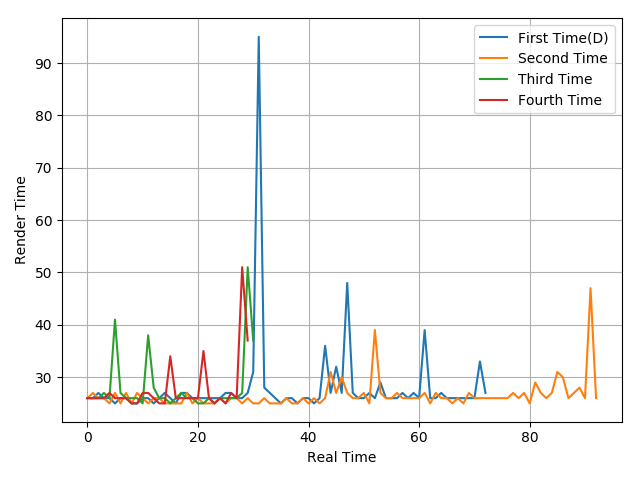 First Time(D)
Second Time
Third Time
Fourth Time
90
80
70
60
50
40
30
Render Time
0 20 40 60 80
Real Time